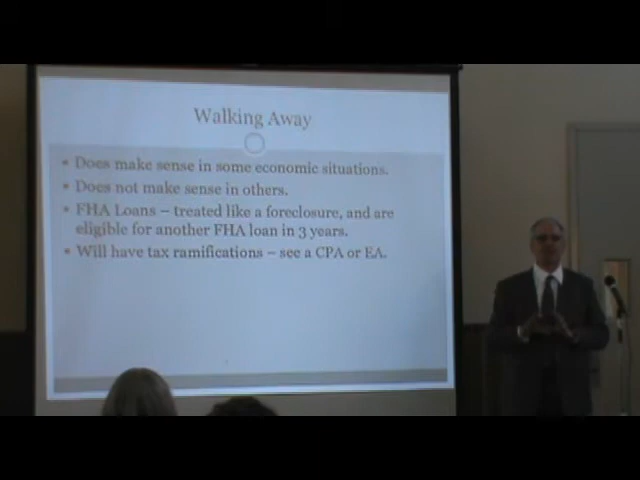 Walking Away
• Does make sense in some economic situations.
• Does not make sense in others.
• FHA Loans – treated like a foreclosure, and are
eligible for another FHA loan in 3 years.
• Will have tax ramifications – see a CPA or EA.